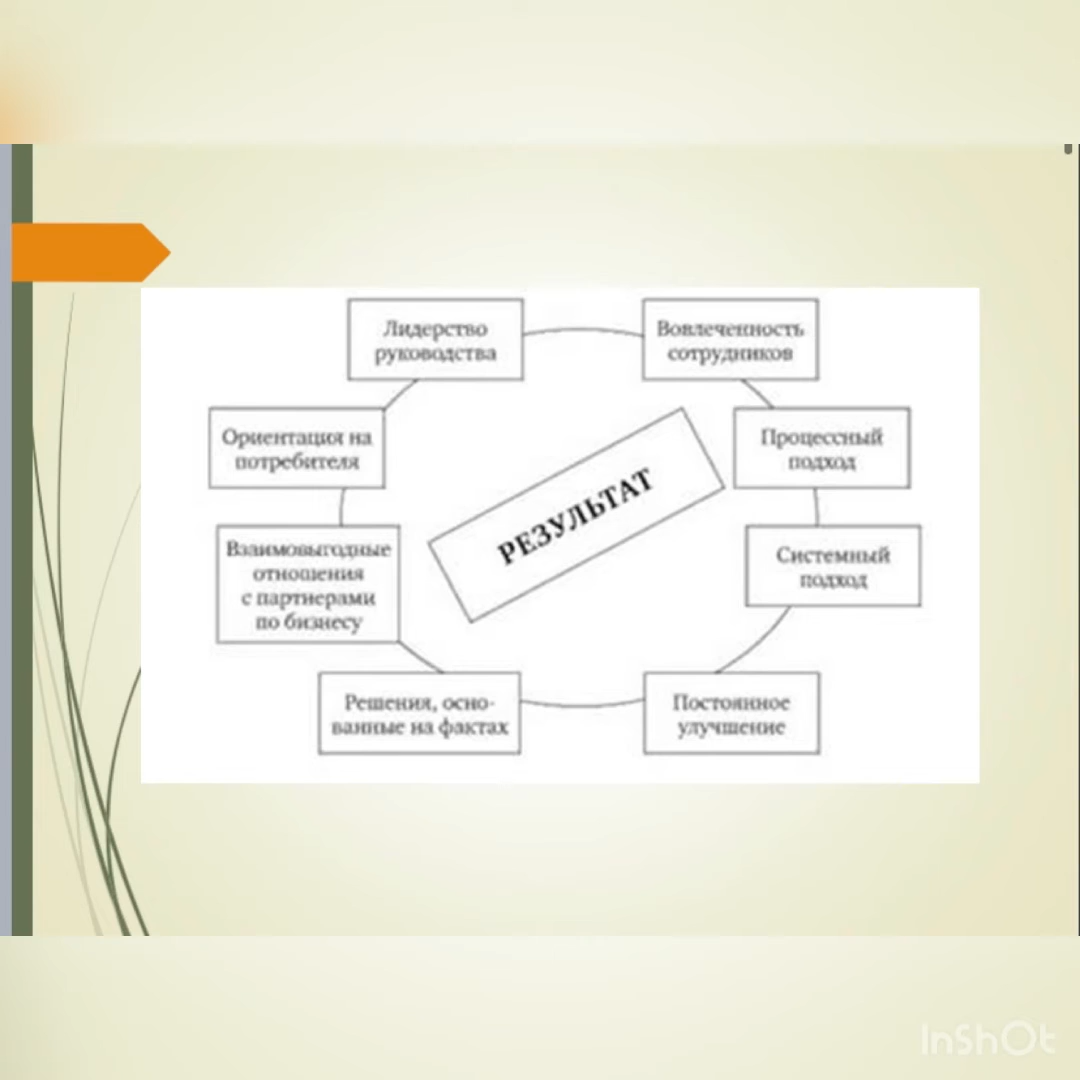 Лидерство
руководства
Вовлеченность
сотрудников
Ориентация на
потребителя
Процессный
подход
РЕЗУЛЬТАТ
Взаимовыгодные
отношения
с партнерами
по бизнесу
Системный
подход
Решения, осно-
ванные на фактах
Постоянное
улучшение
InShOt